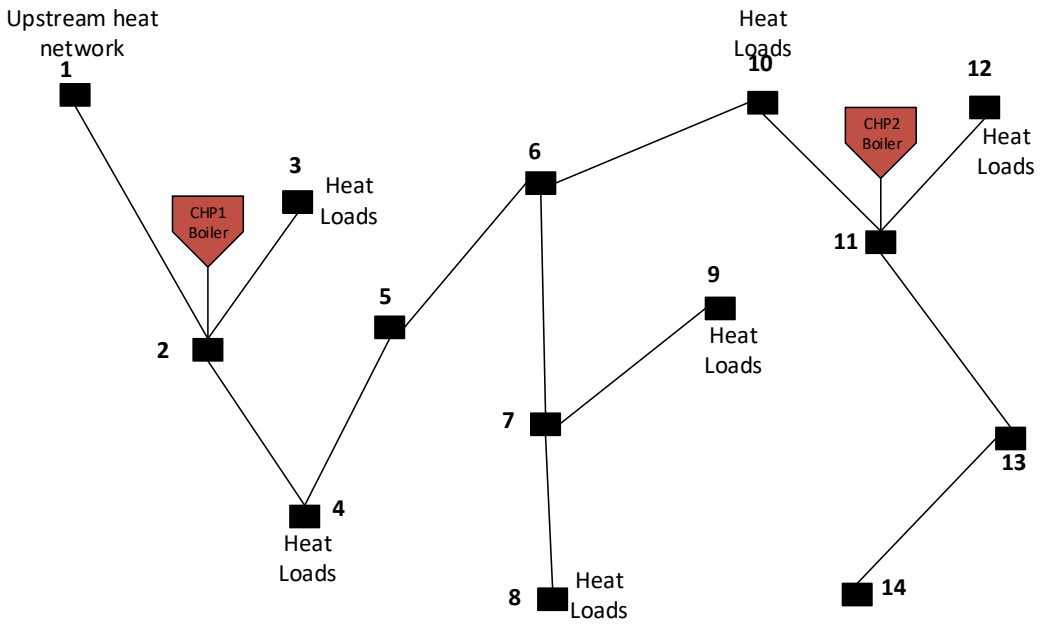 Upstream heat
network
1
Heat
Loads
10
12
Heat
Loads
CHP2
Boiler
6
3
Heat
Loads
CHP1
Boiler
11
9
Heat
Loads
5
2
7
13
4
Heat
Loads
8
Heat
Loads
14